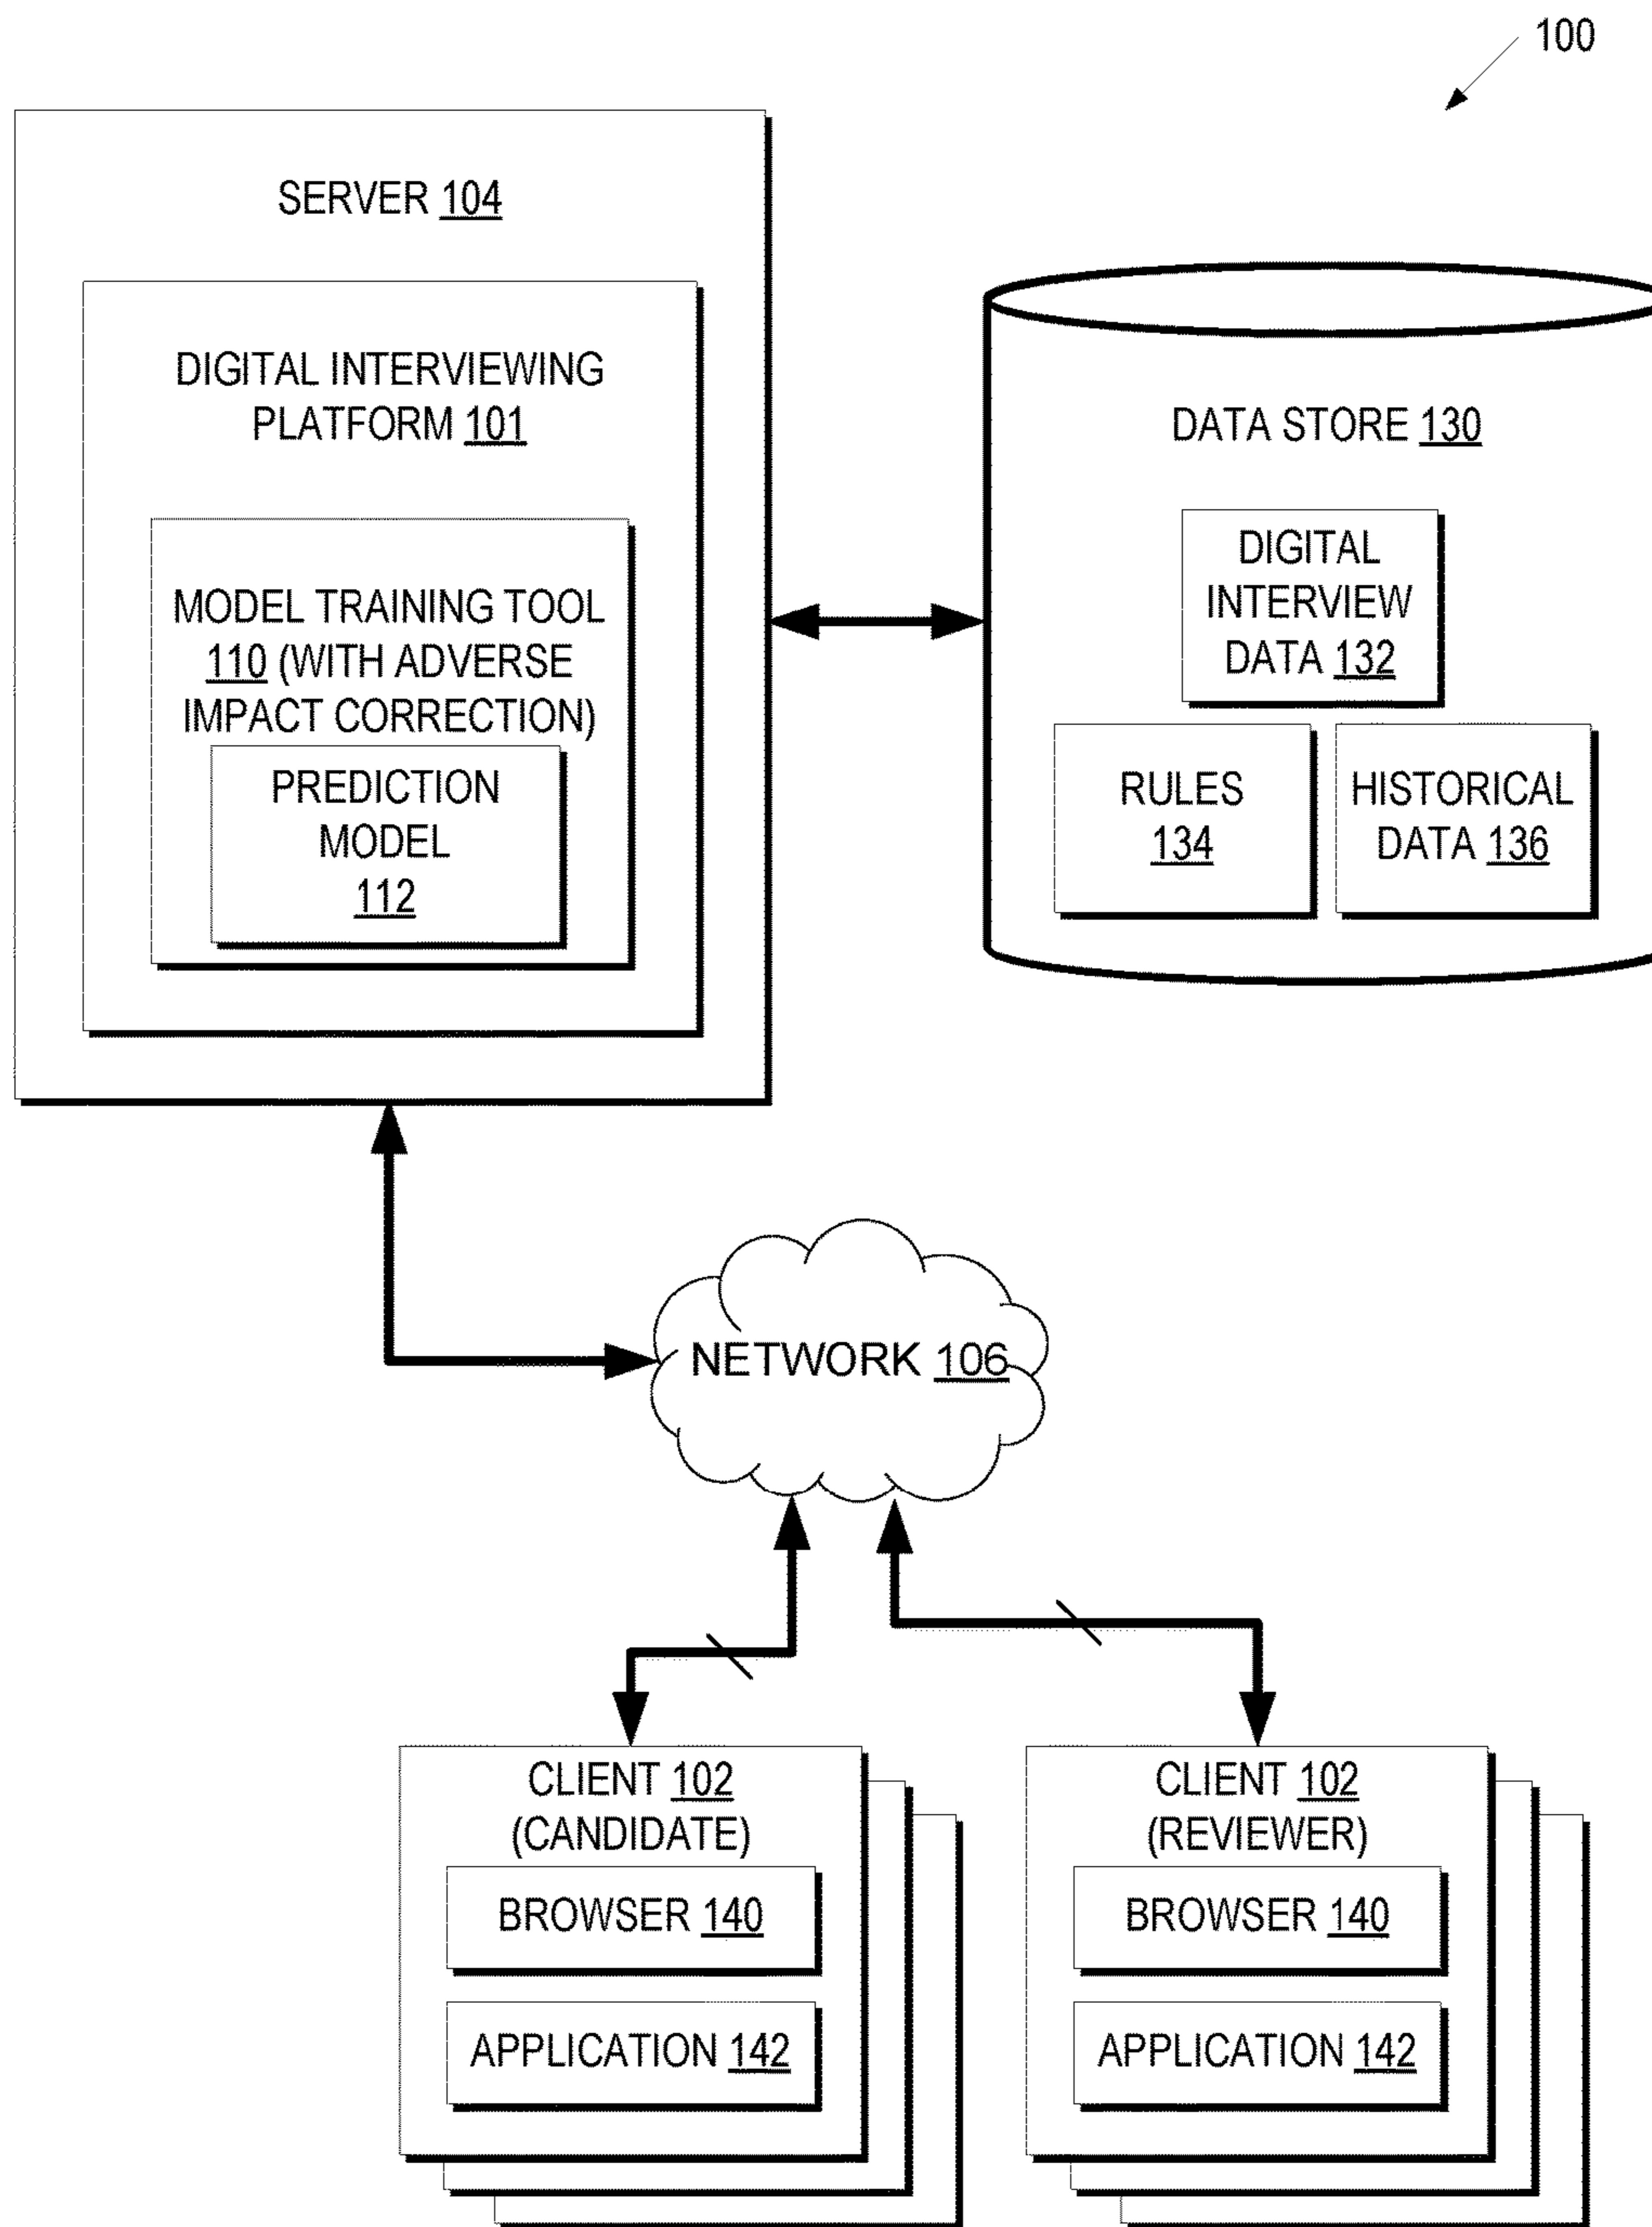 100
SERVER 104
DIGITAL INTERVIEWING
PLATFORM 101
MODEL TRAINING TOOL
110 (WITH ADVERSE
IMPACT CORRECTION)
PREDICTION
MODEL
112
DATA STORE 130
DIGITAL
INTERVIEW
DATA 132
RULES
134
HISTORICAL
DATA 136
NETWORK 106
CLIENT 102
(CANDIDATE)
BROWSER 140
APPLICATION 142
CLIENT 102
(REVIEWER)
BROWSER 140
APPLICATION 142